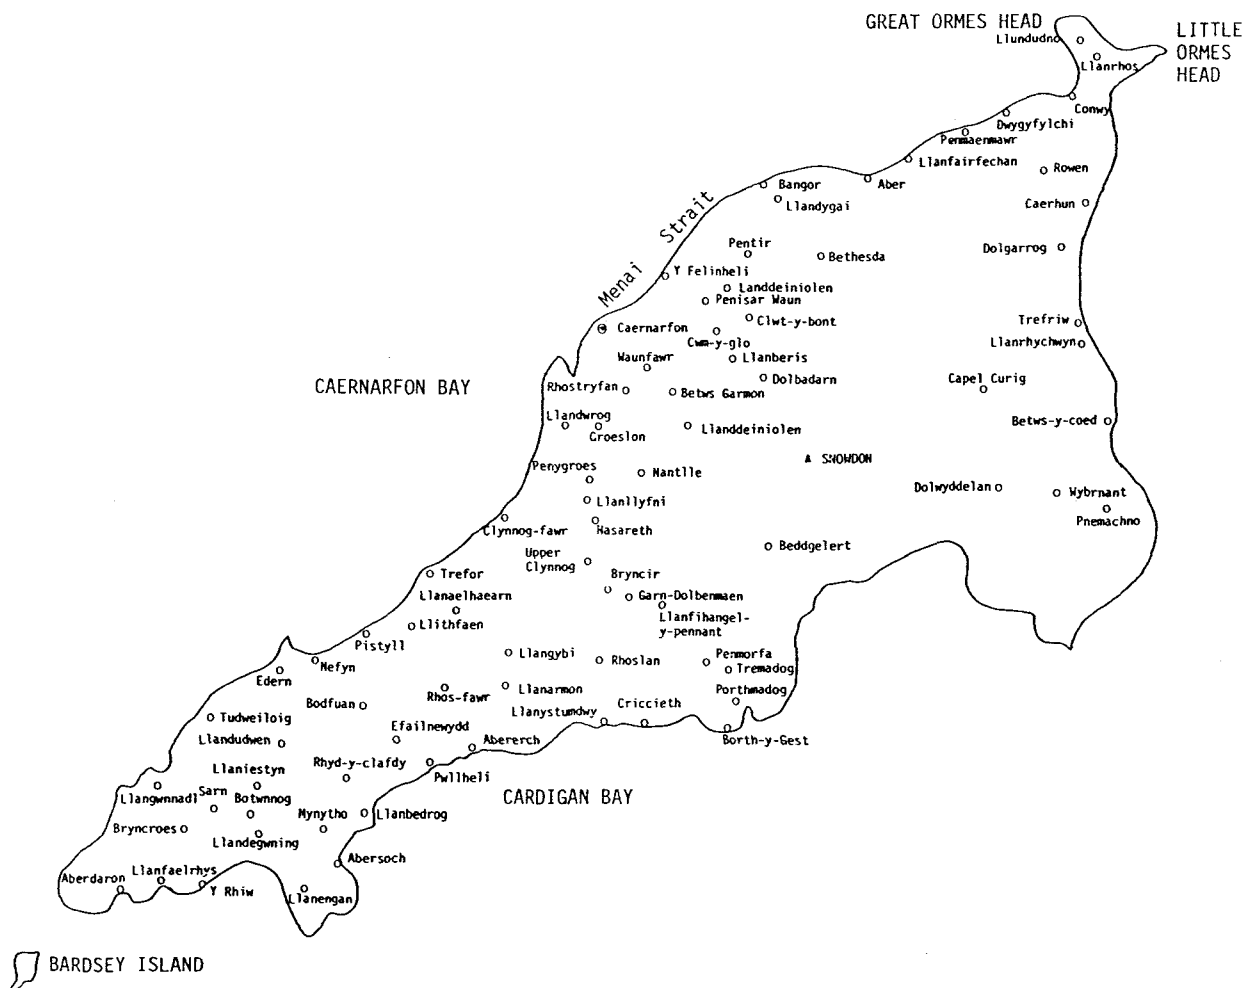 GREAT ORMES HEAD
LITTLE
ORMES
HEAD
Llundudno
Llanrhos
Conwy
Dwygyfylchi
Penmaenmawr
Llanfairfechan
Rowen
Bangor
Aber
Llandygai
Caerhun
Menai Strait
Pentir
Bethesda
Dolgarrog
Y Felinheli
Landdeiniolen
Penisar Waun
Clwt-y-bont
Trefriw
Caernarfon
Cwm-y-glo
Llanrhychwyn
Waunfawr
Llanberis
CAERNARFON BAY
Rhostryfan
Betws Garmon
Dolbadarn
Capel Curig
Llandwrog
Groeslon
Llanddeiniolen
Betws-y-coed
SNOWDON
Penygroes
Nantlle
Dolwyddelan
Wybrnant
Llanllyfni
Pnemachno
Clynnog-fawr
Nasareth
Upper
Clynnog
Beddgelert
Trefor
Bryncir
Llanaelhaearn
Garn-Dolbenmaen
Llithfaen
Llanfihangel-
y-pennant
Pistyll
Nefyn
Llangybi
Rhoslan
Penmorfa
Tremadog
Edern
Rhos-fawr
Llanarmon
Porthmadog
Bodfuan
Llanystumdwy
Criccieth
Tudweiloig
Efailnewydd
Abererch
Borth-y-Gest
Llandudwen
Rhyd-y-clafdy
Pwllheli
Llaniestyn
CARDIGAN BAY
Llangwnnadl
Sarn
Botwnnog
Mynytho
Llanbedrog
Bryncroes
Llandegwning
Abersoch
Aberdaron
Llanfaelrhys
Y Rhiw
Llanengan
BARDSEY ISLAND